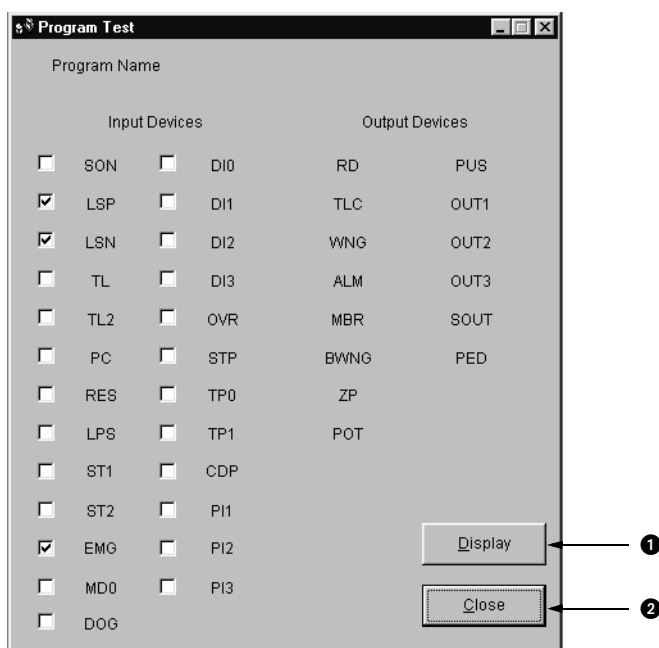 Program Test
Program Name
Input Devices Output Devices
SON DI0 RD PUS
LSP DI1 TLC OUT1
LSN DI2 WNG OUT2
TL DI3 ALM OUT3
TL2 OVR MBR SOUT
PC STP BWNG PED
RES TP0 ZP
LPS TP1 POT
ST1 CDP
ST2 PI1
EMG PI2 Display ❶
MD0 PI3 Close ❷
DOG